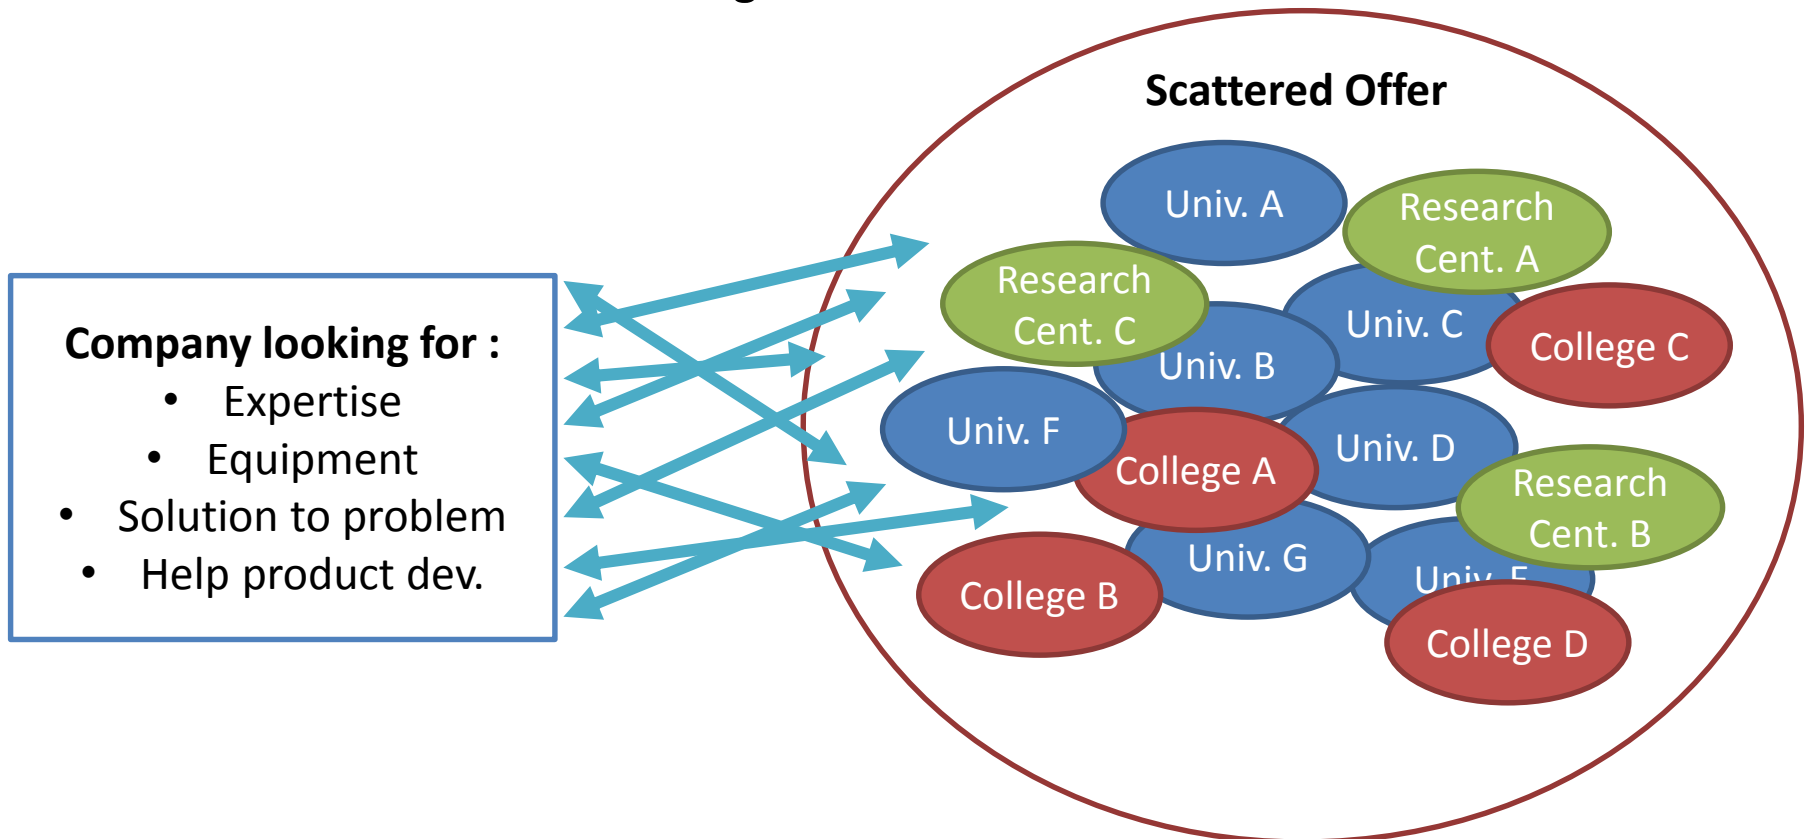 Scattered Offer
Univ. A
Research
Cent. A
Research
Cent. C
Univ. C
College C
Univ. B
Univ. F
College A
Univ. D
Research
Cent. B
Univ. G
Univ.
College B
College D
Company looking for :
• Expertise
• Equipment
• Solution to problem
• Help product dev.